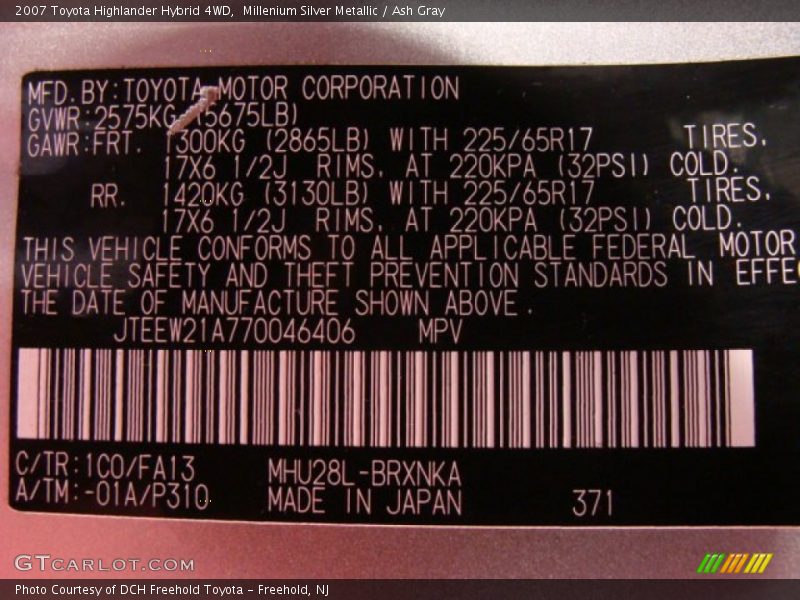 2007 Toyota Highlander Hybrid 4WD,  Millenium Silver Metallic / Ash Gray
MFD. BY: TOYOTA MOTOR CORPORATION
GVWR: 2575KG (5675LB)
GAWR: FRT. 1300KG (2865LB) WITH 225/65R17 TIRES.
17X6 1/2J RIMS. AT 220KPA (32PSI) COLD.
RR. 1420KG (3130LB) WITH 225/65R17 TIRES.
17X6 1/2J RIMS. AT 220KPA (32PSI) COLD.
THIS VEHICLE CONFORMS TO ALL APPLICABLE FEDERAL MOTOR
VEHICLE SAFETY AND THEFT PREVENTION STANDARDS IN EFFEC
THE DATE OF MANUFACTURE SHOWN ABOVE.
JTEEW21A770046406 MPV
C/TR: 1C0/FA13 MHU28L-BRXNKA
A/TM: -01A/P310 MADE IN JAPAN 371
GTCARLOT.COM
Photo Courtesy of DCH Freehold Toyota - Freehold, NJ